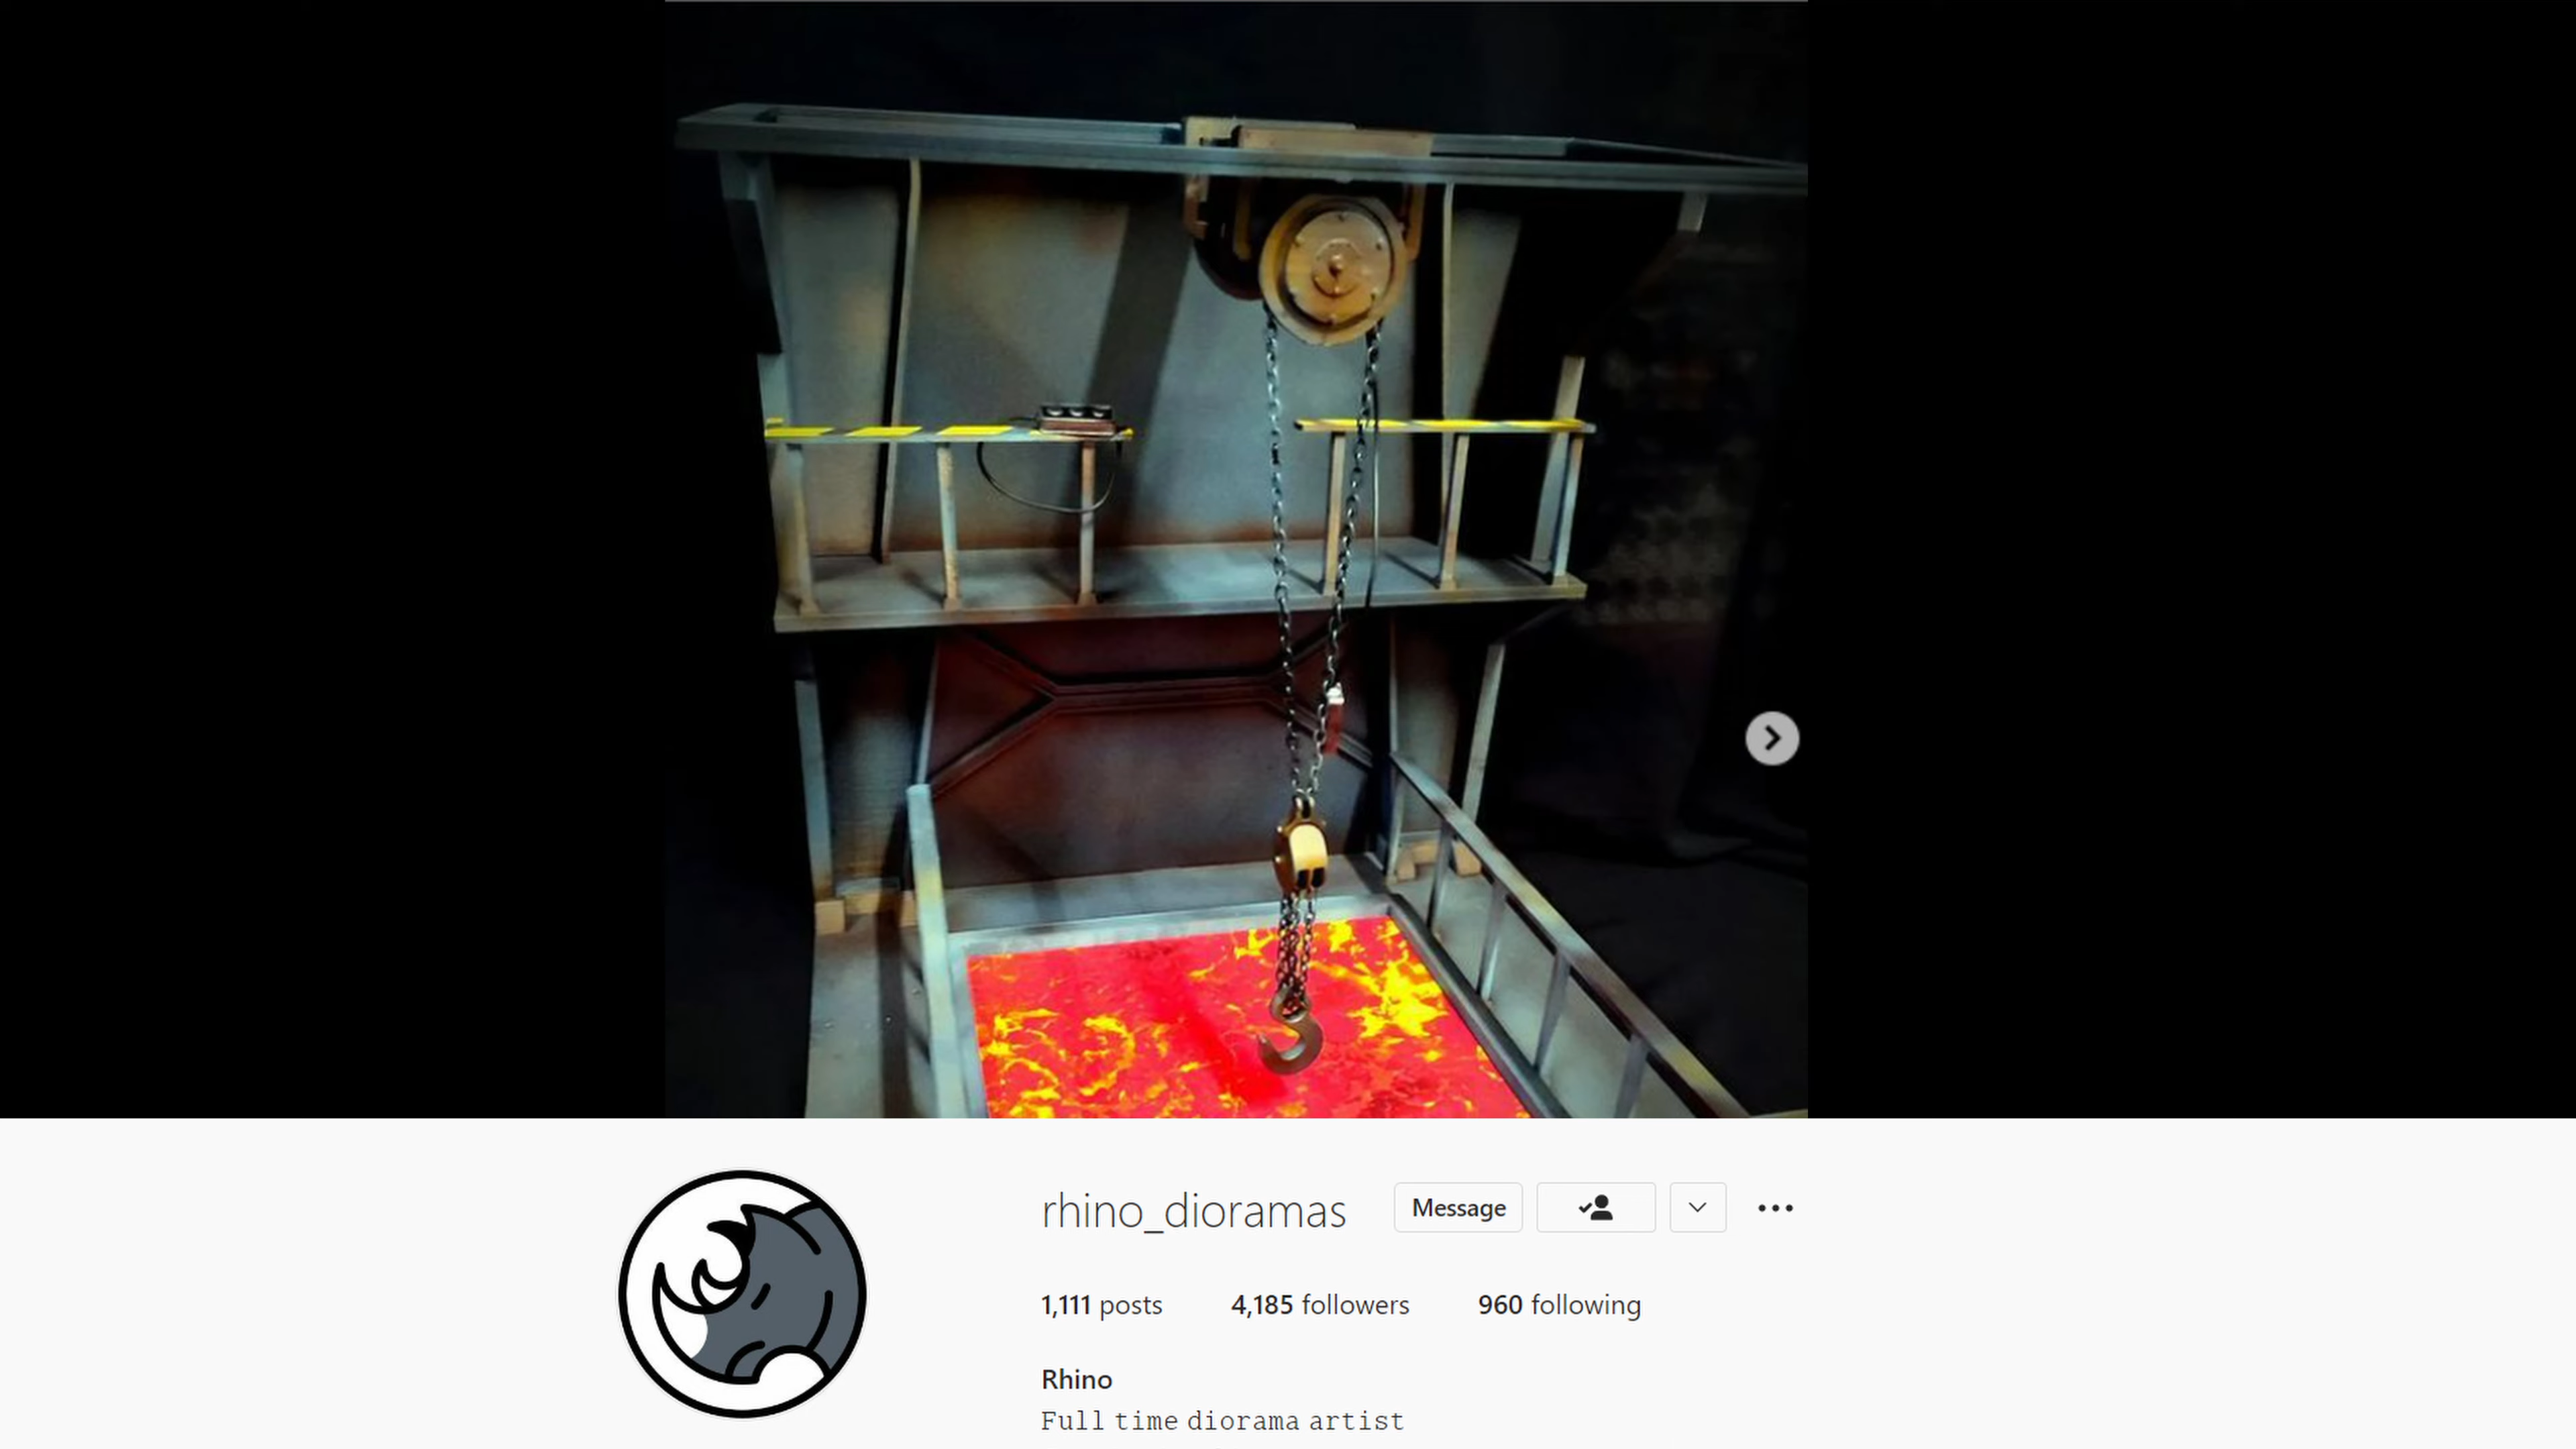 rhino_dioramas Message
1,111 posts 4,185 followers 960 following
Rhino
Full time diorama artist